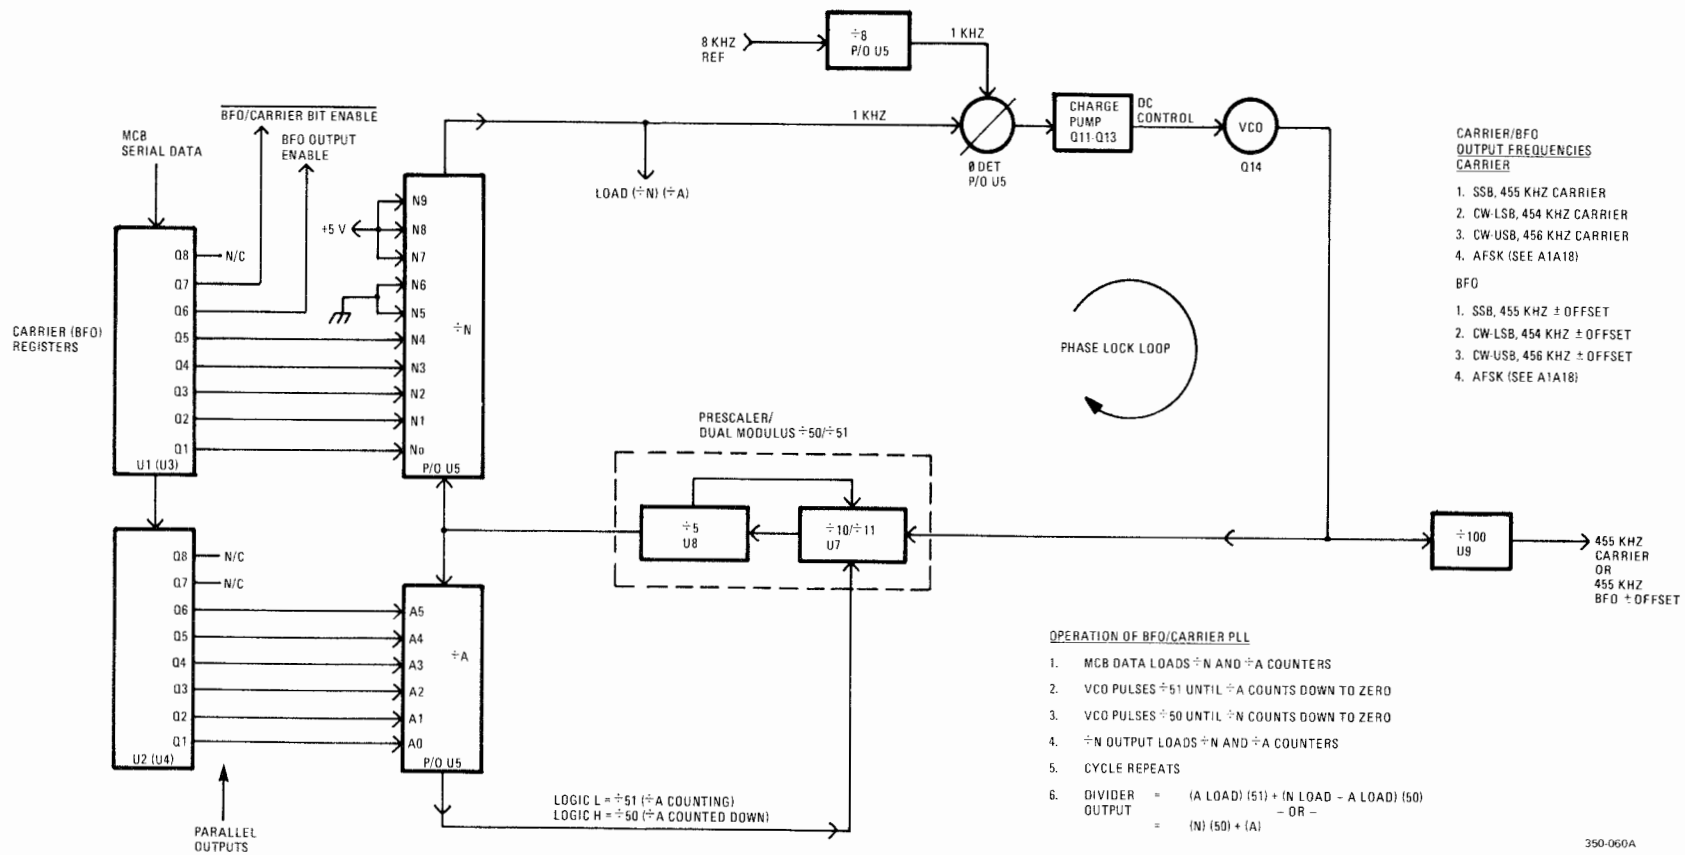 8 KHZ
REF
÷8
P/O U5
1 KHZ
BFO/CARRIER BIT ENABLE
BFO OUTPUT
ENABLE
MCB
SERIAL DATA
1 KHZ
LOAD (÷N) (÷A)
Ø DET
P/O U5
CHARGE
PUMP
Q11-Q13
DC
CONTROL
VCO
Q14
CARRIER/BFO
OUTPUT FREQUENCIES
CARRIER
1. SSB, 455 KHZ CARRIER
2. CW-LSB, 454 KHZ CARRIER
3. CW-USB, 456 KHZ CARRIER
4. AFSK (SEE A1A18)
BFO
1. SSB, 455 KHZ ± OFFSET
2. CW-LSB, 454 KHZ ± OFFSET
3. CW-USB, 456 KHZ ± OFFSET
4. AFSK (SEE A1A18)
CARRIER (BFO)
REGISTERS
Q8
N/C
Q7
Q6
Q5
Q4
Q3
Q2
Q1
U1 (U3)
+5 V
N9
N8
N7
N6
N5
N4
N3
N2
N1
No
÷N
P/O U5
PHASE LOCK LOOP
PRESCALER/
DUAL MODULUS ÷50/÷51
÷5
U8
÷10/÷11
U7
÷100
U9
455 KHZ
CARRIER
OR
455 KHZ
BFO ± OFFSET
Q8
N/C
Q7
N/C
Q6
Q5
Q4
Q3
Q2
Q1
U2 (U4)
A5
A4
A3
A2
A1
A0
÷A
P/O U5
PARALLEL
OUTPUTS
LOGIC L = ÷51 (÷A COUNTING)
LOGIC H = ÷50 (÷A COUNTED DOWN)
OPERATION OF BFO/CARRIER PLL
1. MCB DATA LOADS ÷N AND ÷A COUNTERS
2. VCO PULSES ÷51 UNTIL ÷A COUNTS DOWN TO ZERO
3. VCO PULSES ÷50 UNTIL ÷N COUNTS DOWN TO ZERO
4. ÷N OUTPUT LOADS ÷N AND ÷A COUNTERS
5. CYCLE REPEATS
6. DIVIDER = (A LOAD) (51) + (N LOAD - A LOAD) (50)
OUTPUT - OR -
= (N) (50) + (A)
350-060A